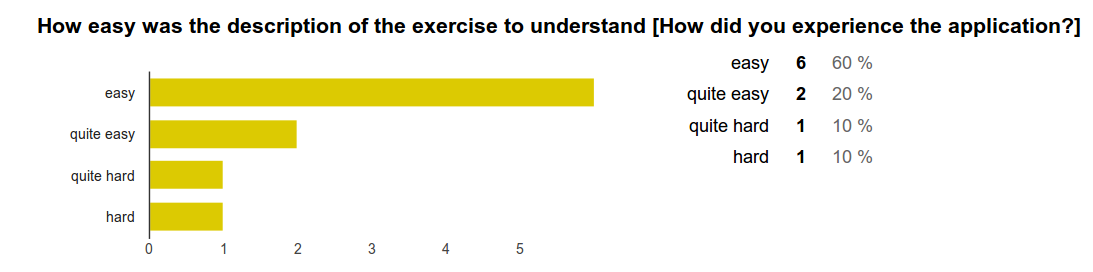 How easy was the description of the exercise to understand [How did you experience the application?]
easy 6 60 %
quite easy 2 20 %
quite hard 1 10 %
hard 1 10 %
easy
quite easy
quite hard
hard
0 1 2 3 4 5